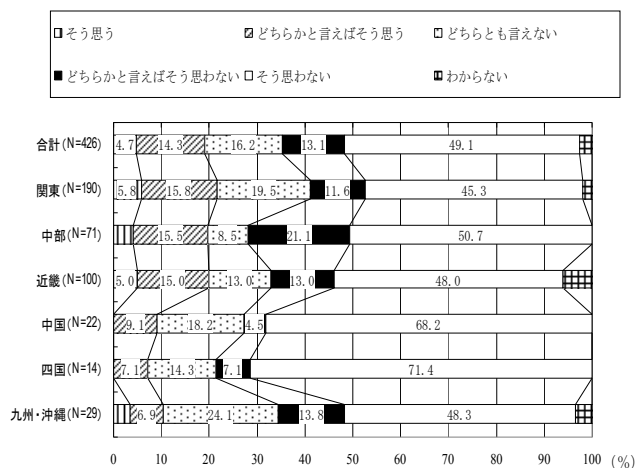 そう思う どちらかと言えばそう思う どちらとも言えない
どちらかと言えばそう思わない そう思わない わからない
合計(N=426) 4.7 14.3 16.2 13.1 49.1
関東(N=190) 5.8 15.8 19.5 11.6 45.3
中部(N=71) 15.5 8.5 21.1 50.7
近畿(N=100) 5.0 15.0 13.0 13.0 48.0
中国(N=22) 9.1 18.2 4.5 68.2
四国(N=14) 7.1 14.3 7.1 71.4
九州・沖縄(N=29) 6.9 24.1 13.8 48.3
0 10 20 30 40 50 60 70 80 90 100 (%)